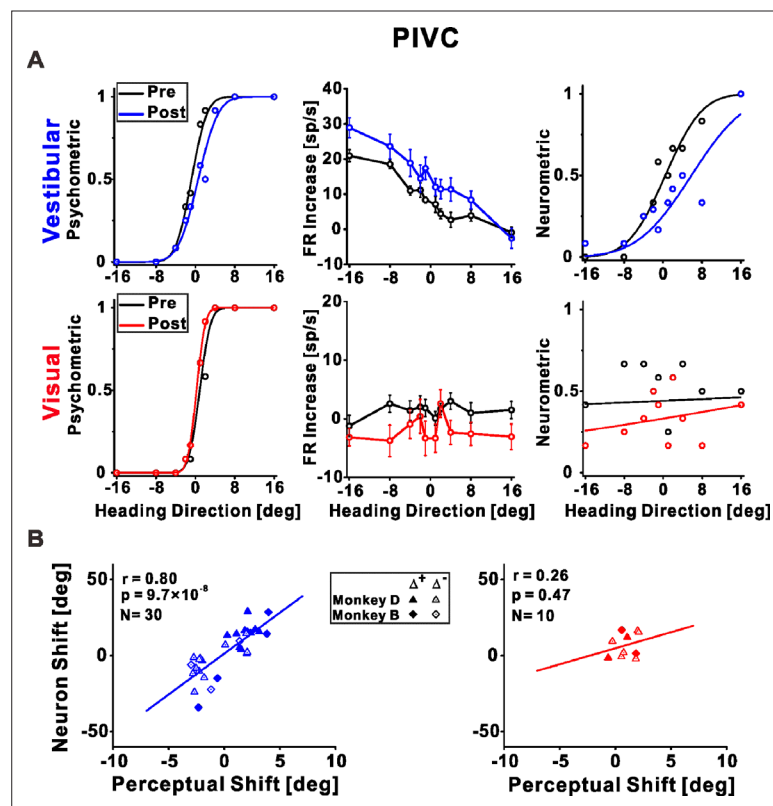 PIVC
A
Vestibular
Psychometric
Pre
Post
1
0.5
0
-16
-8
0
8
16
FR Increase [sp/s]
40
30
20
10
0
-10
-16
-8
0
8
16
Neurometric
1
0.5
0
-16
-8
0
8
16
Visual
Psychometric
Pre
Post
1
0.5
0
-16
-8
0
8
16
Heading Direction [deg]
FR Increase [sp/s]
40
30
20
10
0
-10
-16
-8
0
8
16
Heading Direction [deg]
Neurometric
1
0.5
0
-16
-8
0
8
16
Heading Direction [deg]
B
Neuron Shift [deg]
50
0
-50
r = 0.80
p = 9.7×10⁻⁸
N= 30
-10
-5
0
5
10
Perceptual Shift [deg]
Δ⁺ Δ⁻
Monkey D
Monkey B
50
0
-50
r = 0.26
p = 0.47
N= 10
-10
-5
0
5
10
Perceptual Shift [deg]